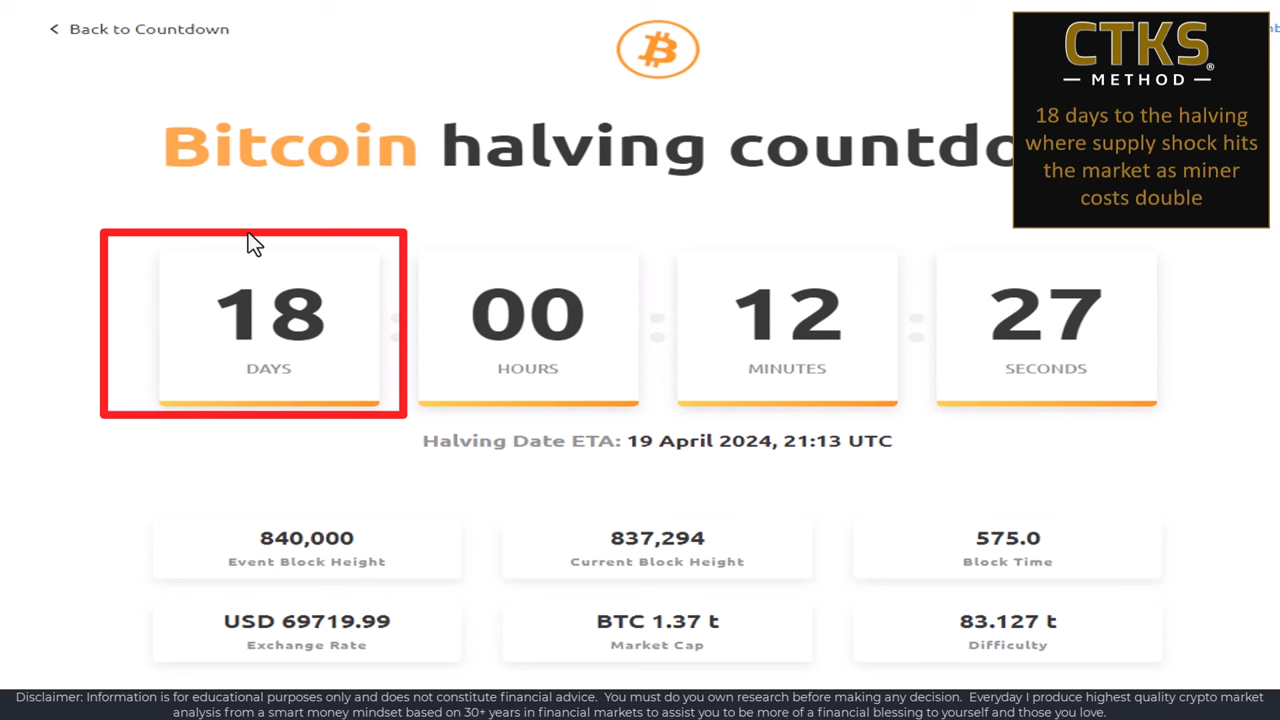 < Back to Countdown
Bitcoin halving countdo
CTKS®
METHOD
18 days to the halving
where supply shock hits
the market as miner
costs double
18 : 00 : 12 : 27
DAYS HOURS MINUTES SECONDS
Halving Date ETA: 19 April 2024, 21:13 UTC
840,000 837,294 575.0
Event Block Height Current Block Height Block Time
USD 69719.99 BTC 1.37 t 83.127 t
Exchange Rate Market Cap Difficulty
Disclaimer: Information is for educational purposes only and does not constitute financial advice. You must do you own research before making any decision. Everyday I produce highest quality crypto market
analysis from a smart money mindset based on 30+ years in financial markets to assist you to be more of a financial blessing to yourself and those you love.